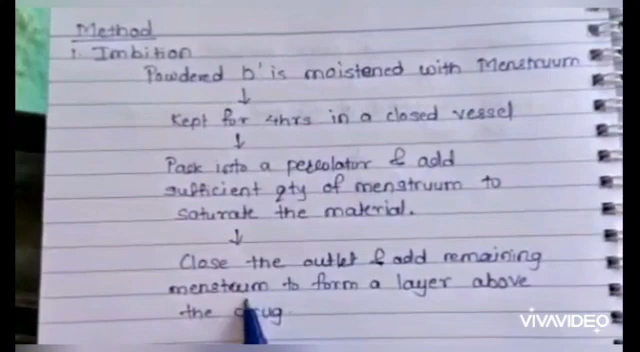 Method
1. Imbition
Powdered b' is moistened with Menstruum
↓
Kept for 4hrs in a closed vessel
↓
Pack into a percolator & add
sufficient qty of menstruum to
saturate the material.
↓
Close the outlet & add remaining
menstruum to form a layer above
the drug
VIVAVIDEO